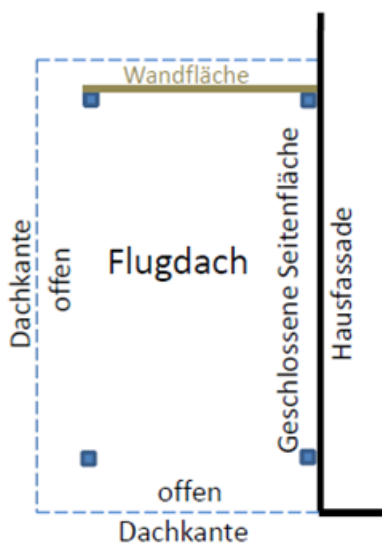 Wandfläche
Dachkante
offen
Flugdach
Geschlossene Seitenfläche
Hausfassade
offen
Dachkante